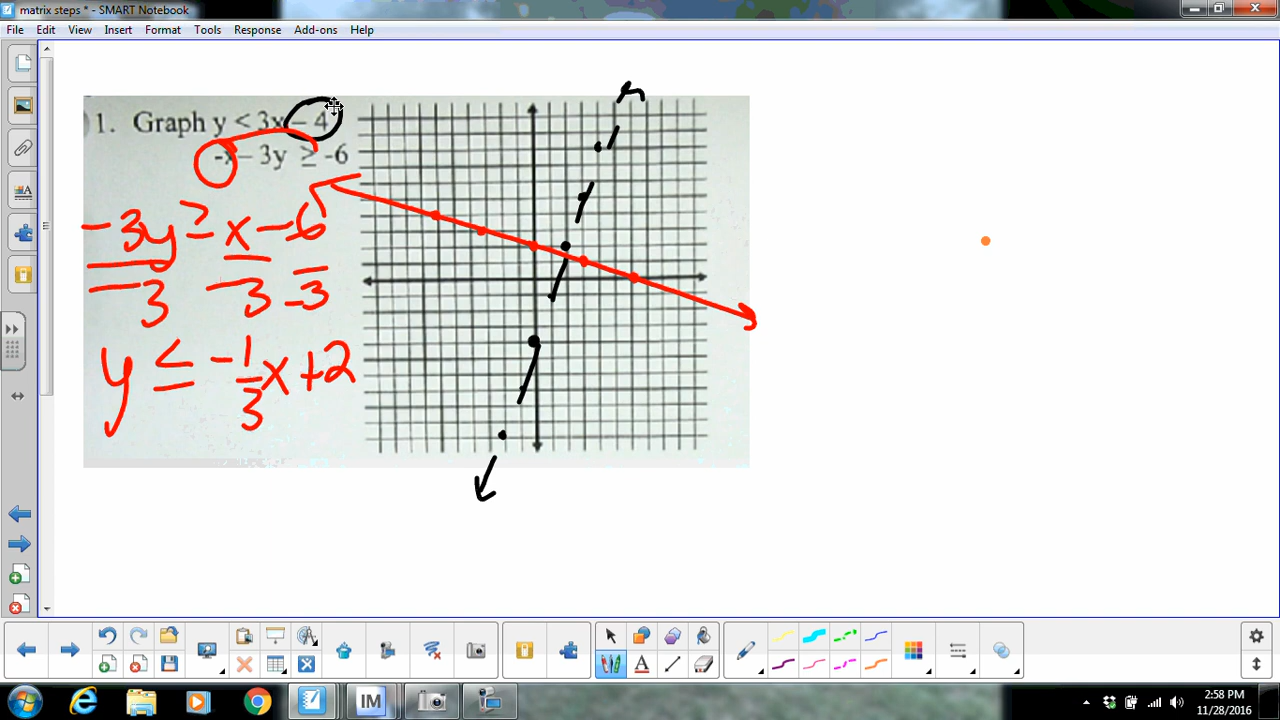 matrix steps * - SMART Notebook
File Edit View Insert Format Tools Response Add-ons Help
1. Graph y < 3x – 4
-x – 3y ≥ -6
-3y ≥ x - 6
-3 -3 -3
y ≤ -1/3 x + 2
A
IM
2:58 PM
11/28/2016